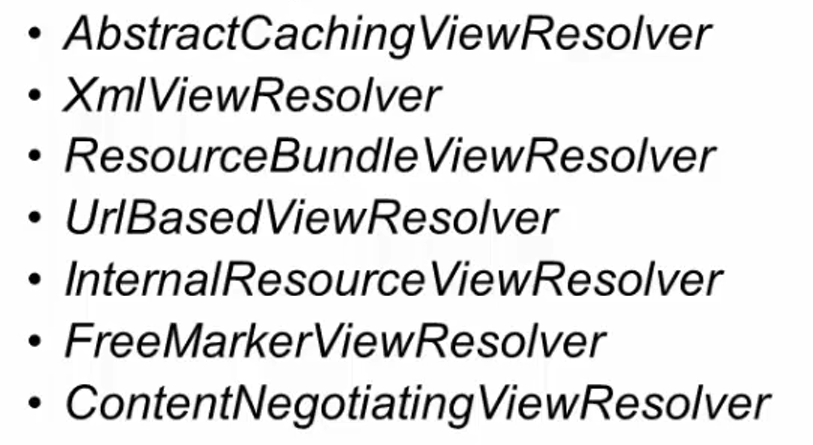 • AbstractCachingViewResolver
• XmlViewResolver
• ResourceBundleViewResolver
• UrlBasedViewResolver
• InternalResourceViewResolver
• FreeMarkerViewResolver
• ContentNegotiatingViewResolver